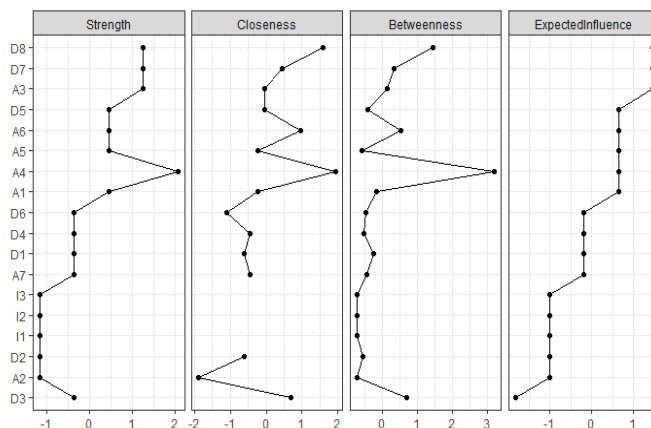 Strength Closeness Betweenness ExpectedInfluence
D8
D7
A3
D5
A6
A5
A4
A1
D6
D4
D1
A7
I3
I2
I1
D2
A2
D3
-1 0 1 2 -2 -1 0 1 2 0 1 2 3 -1 0 1